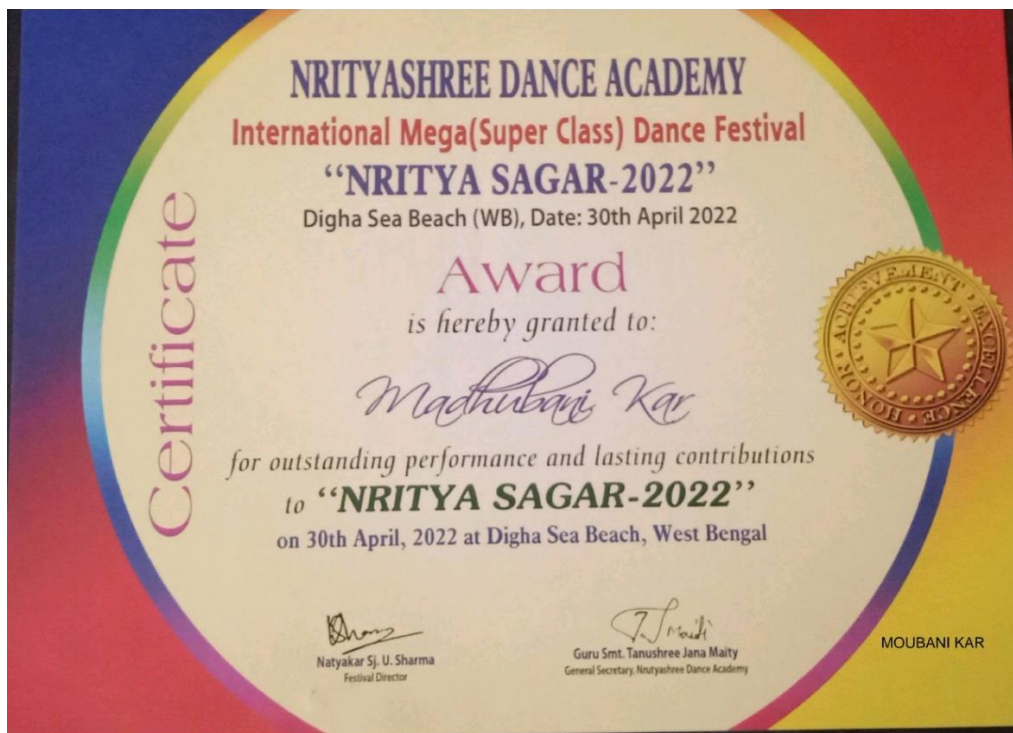 NRITYASHREE DANCE ACADEMY
International Mega(Super Class) Dance Festival
“NRITYA SAGAR-2022”
Digha Sea Beach (WB), Date: 30th April 2022
Certificate
Award
is hereby granted to:
Madhubani Kar
HONOR · ACHIEVEMENT · EXCELLENCE ·
for outstanding performance and lasting contributions
to “NRITYA SAGAR-2022”
on 30th April, 2022 at Digha Sea Beach, West Bengal
Natyakar Sj. U. Sharma
Festival Director
Guru Smt. Tanushree Jana Maity
General Secretary, Nrutyashree Dance Academy
MOUBANI KAR